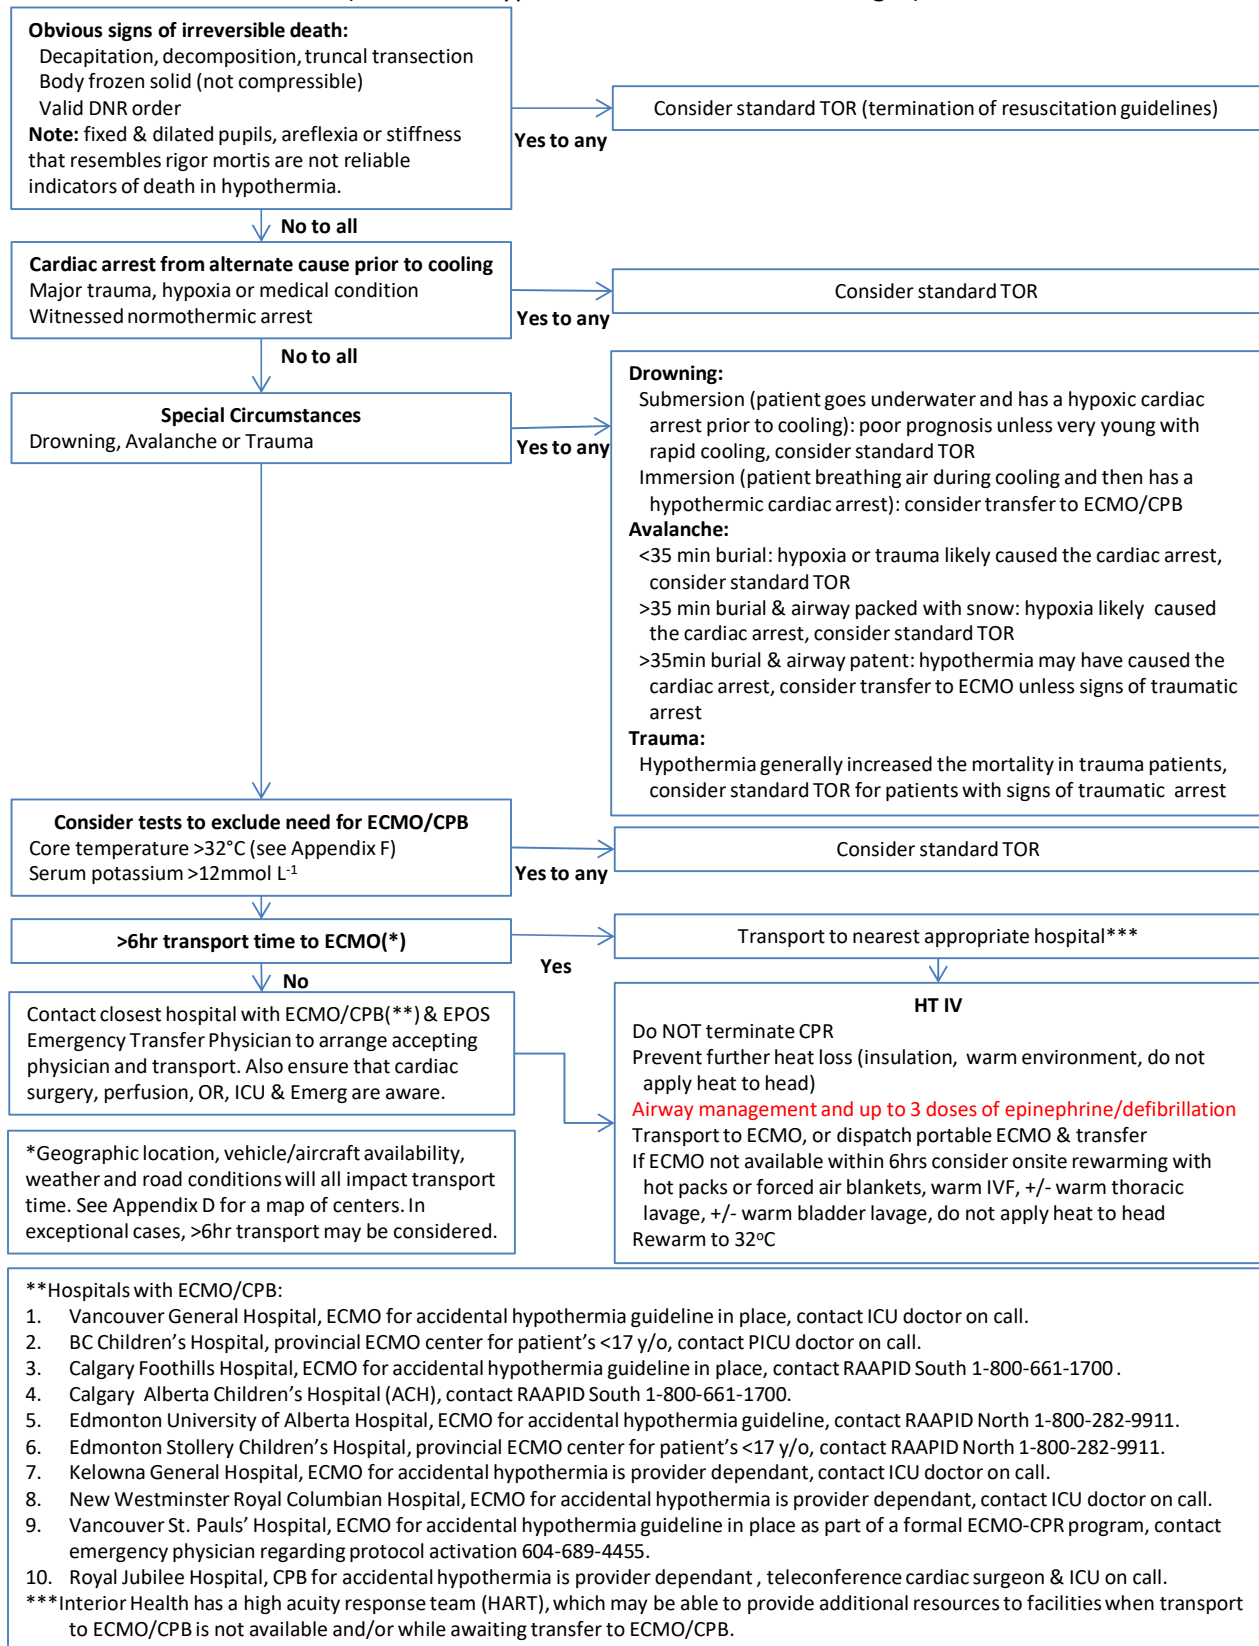 Obvious signs of irreversible death:
Decapitation, decomposition, truncal transection
Body frozen solid (not compressible)
Valid DNR order
Note: fixed & dilated pupils, areflexia or stiffness
that resembles rigor mortis are not reliable
indicators of death in hypothermia.
Yes to any
Consider standard TOR (termination of resuscitation guidelines)
No to all
Cardiac arrest from alternate cause prior to cooling
Major trauma, hypoxia or medical condition
Witnessed normothermic arrest
Yes to any
Consider standard TOR
No to all
Special Circumstances
Drowning, Avalanche or Trauma
Yes to any
Drowning:
Submersion (patient goes underwater and has a hypoxic cardiac
arrest prior to cooling): poor prognosis unless very young with
rapid cooling, consider standard TOR
Immersion (patient breathing air during cooling and then has a
hypothermic cardiac arrest): consider transfer to ECMO/CPB
Avalanche:
<35 min burial: hypoxia or trauma likely caused the cardiac arrest,
consider standard TOR
>35 min burial & airway packed with snow: hypoxia likely caused
the cardiac arrest, consider standard TOR
>35min burial & airway patent: hypothermia may have caused the
cardiac arrest, consider transfer to ECMO unless signs of traumatic
arrest
Trauma:
Hypothermia generally increased the mortality in trauma patients,
consider standard TOR for patients with signs of traumatic arrest
Consider tests to exclude need for ECMO/CPB
Core temperature >32°C (see Appendix F)
Serum potassium >12mmol L⁻¹
Yes to any
Consider standard TOR
>6hr transport time to ECMO(*)
Yes
Transport to nearest appropriate hospital***
No
Contact closest hospital with ECMO/CPB(**) & EPOS
Emergency Transfer Physician to arrange accepting
physician and transport. Also ensure that cardiac
surgery, perfusion, OR, ICU & Emerg are aware.
HT IV
Do NOT terminate CPR
Prevent further heat loss (insulation, warm environment, do not
apply heat to head)
Airway management and up to 3 doses of epinephrine/defibrillation
Transport to ECMO, or dispatch portable ECMO & transfer
If ECMO not available within 6hrs consider onsite rewarming with
hot packs or forced air blankets, warm IVF, +/- warm thoracic
lavage, +/- warm bladder lavage, do not apply heat to head
Rewarm to 32°C
*Geographic location, vehicle/aircraft availability,
weather and road conditions will all impact transport
time. See Appendix D for a map of centers. In
exceptional cases, >6hr transport may be considered.
**Hospitals with ECMO/CPB:
1. Vancouver General Hospital, ECMO for accidental hypothermia guideline in place, contact ICU doctor on call.
2. BC Children's Hospital, provincial ECMO center for patient's <17 y/o, contact PICU doctor on call.
3. Calgary Foothills Hospital, ECMO for accidental hypothermia guideline in place, contact RAAPID South 1-800-661-1700 .
4. Calgary Alberta Children's Hospital (ACH), contact RAAPID South 1-800-661-1700.
5. Edmonton University of Alberta Hospital, ECMO for accidental hypothermia guideline, contact RAAPID North 1-800-282-9911.
6. Edmonton Stollery Children's Hospital, provincial ECMO center for patient's <17 y/o, contact RAAPID North 1-800-282-9911.
7. Kelowna General Hospital, ECMO for accidental hypothermia is provider dependant, contact ICU doctor on call.
8. New Westminster Royal Columbian Hospital, ECMO for accidental hypothermia is provider dependant, contact ICU doctor on call.
9. Vancouver St. Pauls' Hospital, ECMO for accidental hypothermia guideline in place as part of a formal ECMO-CPR program, contact
emergency physician regarding protocol activation 604-689-4455.
10. Royal Jubilee Hospital, CPB for accidental hypothermia is provider dependant , teleconference cardiac surgeon & ICU on call.
***Interior Health has a high acuity response team (HART), which may be able to provide additional resources to facilities when transport
to ECMO/CPB is not available and/or while awaiting transfer to ECMO/CPB.